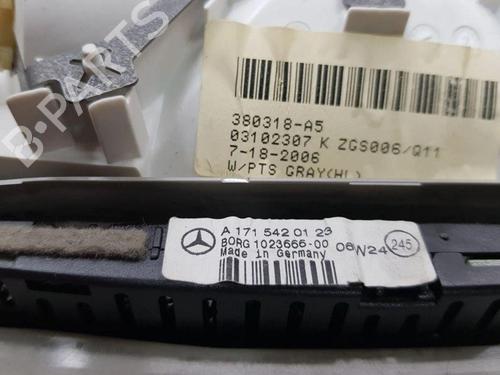 B-PARTS
380318-A5
03102307 K ZGS006/Q11
7-18-2006
W/PTS GRAY(HL)
A 171 542 01 23
BORG 1023666-00 06N24 245
Made in Germany